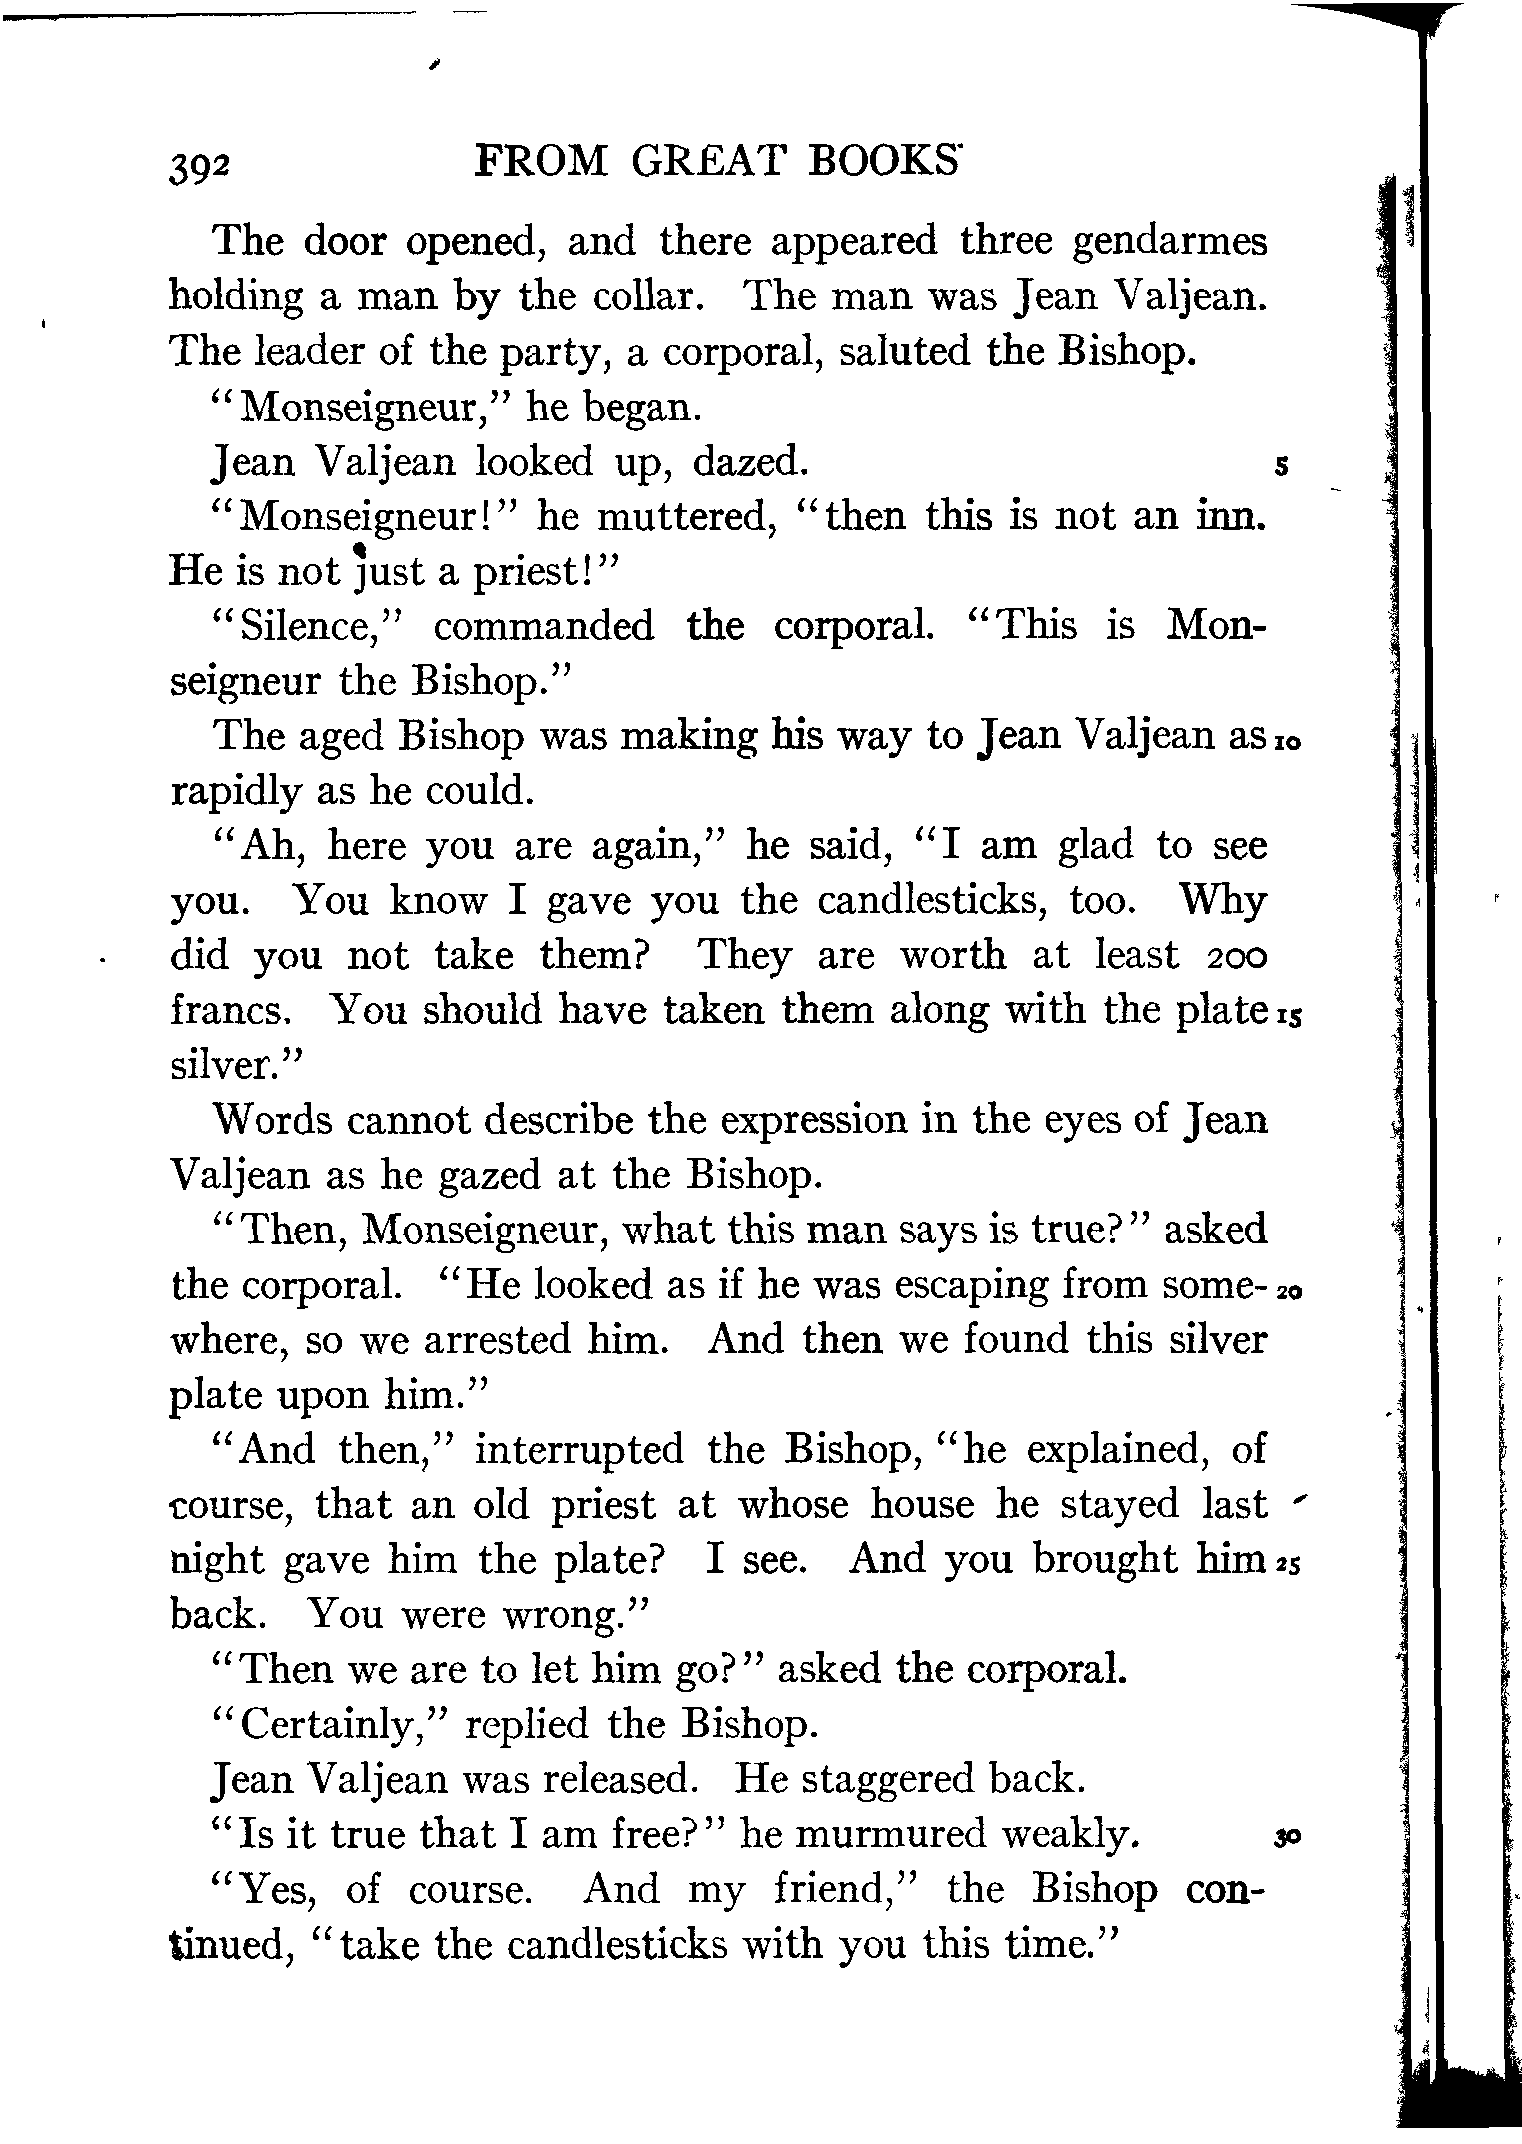 392 FROM GREAT BOOKS
The door opened, and there appeared three gendarmes
holding a man by the collar. The man was Jean Valjean.
The leader of the party, a corporal, saluted the Bishop.
"Monseigneur," he began.
Jean Valjean looked up, dazed. 5
"Monseigneur!" he muttered, "then this is not an inn.
He is not just a priest!"
"Silence," commanded the corporal. "This is Mon-
seigneur the Bishop."
The aged Bishop was making his way to Jean Valjean as 10
rapidly as he could.
"Ah, here you are again," he said, "I am glad to see
you. You know I gave you the candlesticks, too. Why
did you not take them? They are worth at least 200
francs. You should have taken them along with the plate 15
silver."
Words cannot describe the expression in the eyes of Jean
Valjean as he gazed at the Bishop.
"Then, Monseigneur, what this man says is true?" asked
the corporal. "He looked as if he was escaping from some- 20
where, so we arrested him. And then we found this silver
plate upon him."
"And then," interrupted the Bishop, "he explained, of
course, that an old priest at whose house he stayed last
night gave him the plate? I see. And you brought him 25
back. You were wrong."
"Then we are to let him go?" asked the corporal.
"Certainly," replied the Bishop.
Jean Valjean was released. He staggered back.
"Is it true that I am free?" he murmured weakly. 30
"Yes, of course. And my friend," the Bishop con-
tinued, "take the candlesticks with you this time."